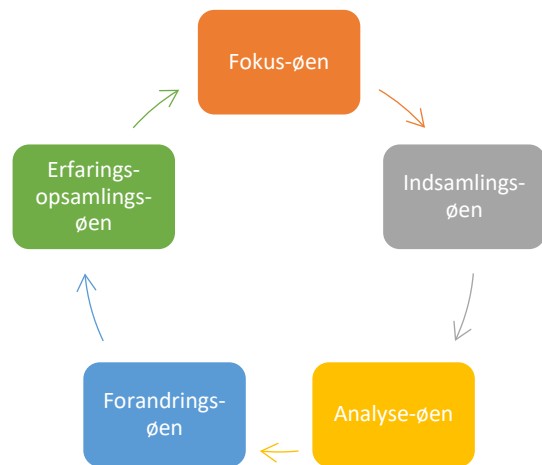 Fokus-øen
Indsamlings-
øen
Analyse-øen
Forandrings-
øen
Erfarings-
opsamlings-
øen